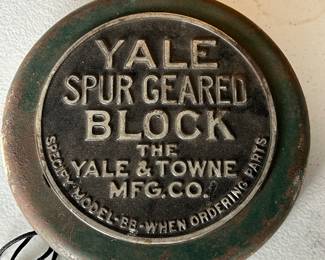 YALE
SPUR GEARED
BLOCK
THE
YALE & TOWNE
MFG. CO.
SPECIFY-MODEL-BB-WHEN ORDERING PARTS